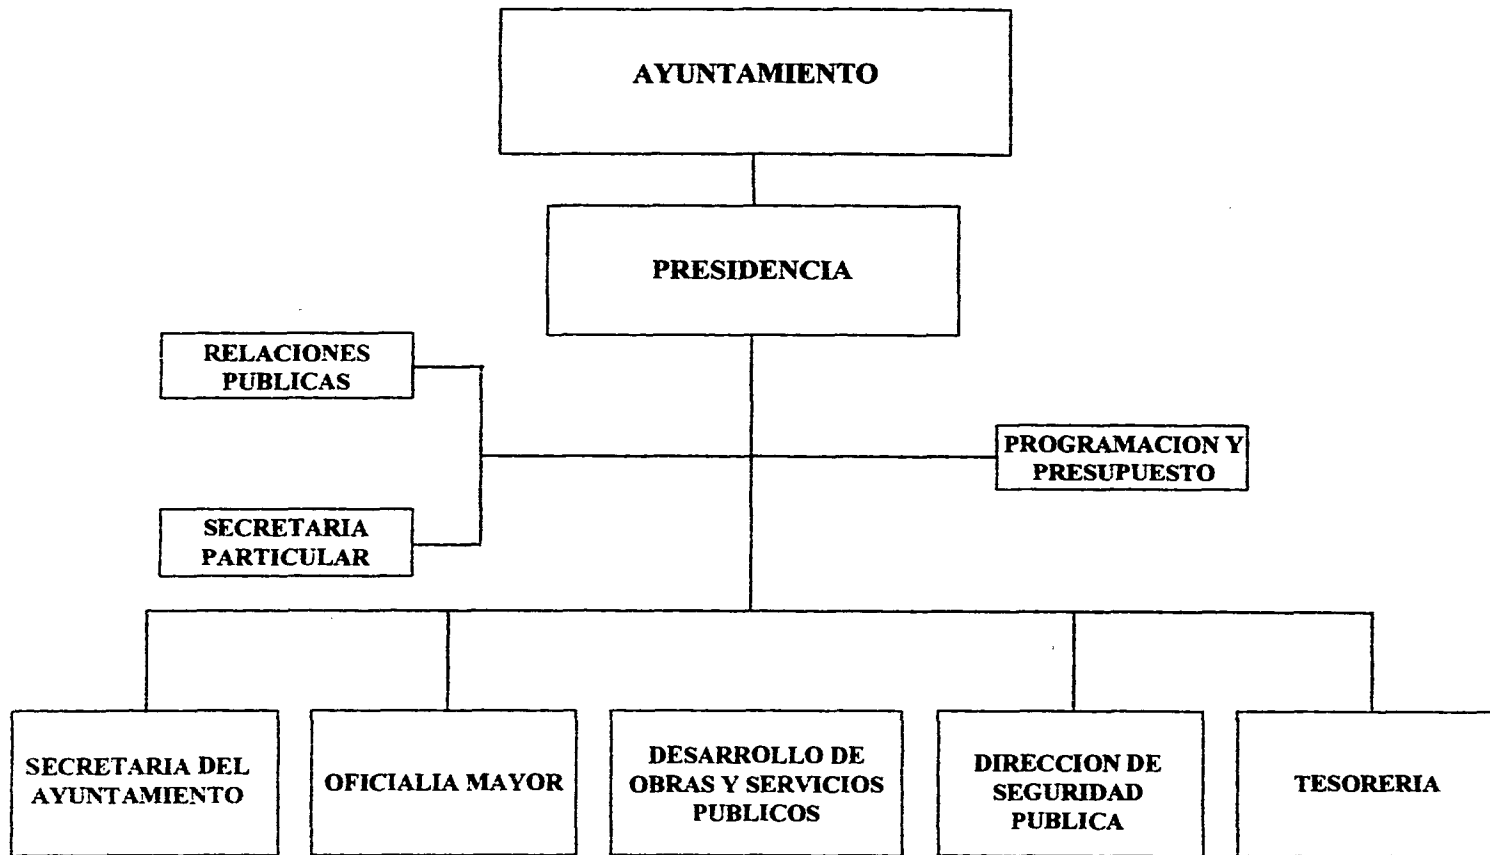 AYUNTAMIENTO
PRESIDENCIA
RELACIONES
PUBLICAS
PROGRAMACION Y
PRESUPUESTO
SECRETARIA
PARTICULAR
SECRETARIA DEL
AYUNTAMIENTO
OFICIALIA MAYOR
DESARROLLO DE
OBRAS Y SERVICIOS
PUBLICOS
DIRECCION DE
SEGURIDAD
PUBLICA
TESORERIA